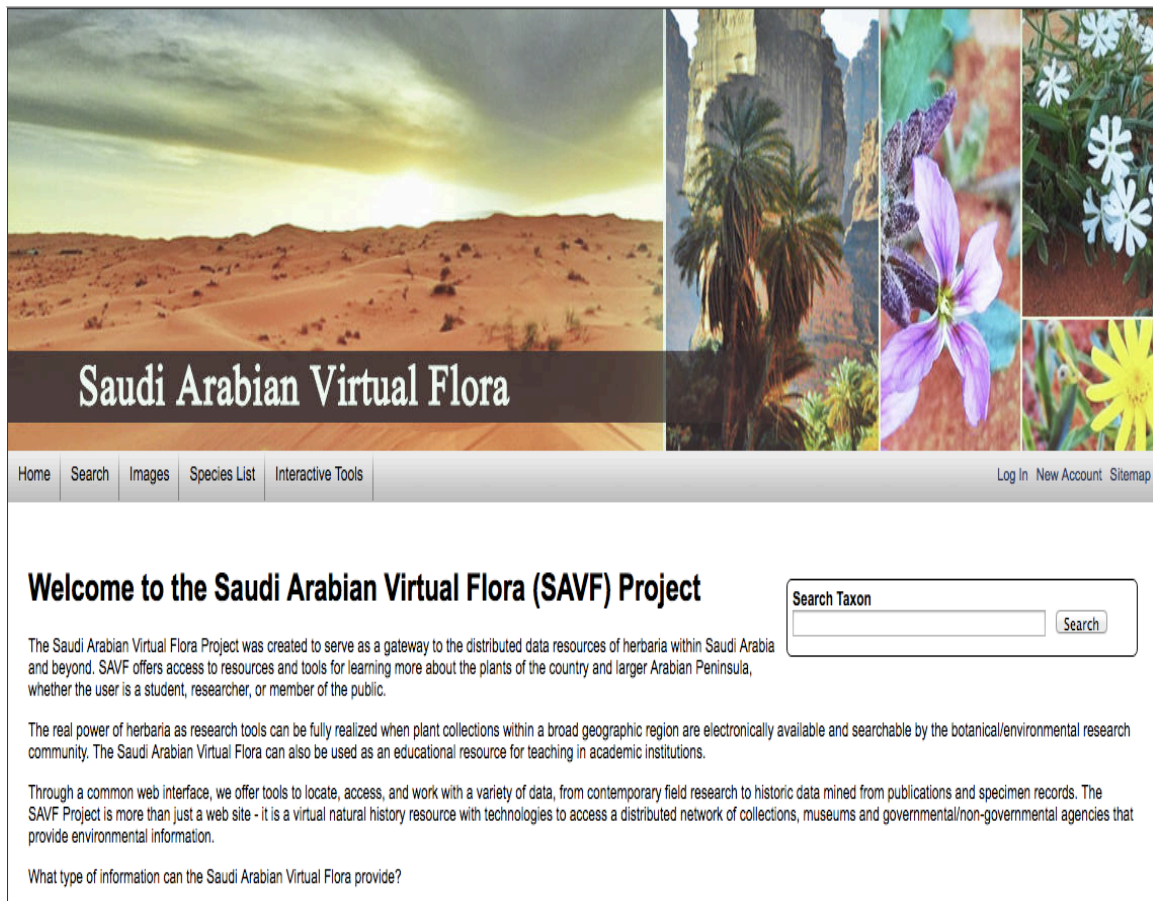 Saudi Arabian Virtual Flora
Home Search Images Species List Interactive Tools Log In New Account Sitemap
Welcome to the Saudi Arabian Virtual Flora (SAVF) Project
Search Taxon
Search
The Saudi Arabian Virtual Flora Project was created to serve as a gateway to the distributed data resources of herbaria within Saudi Arabia
and beyond. SAVF offers access to resources and tools for learning more about the plants of the country and larger Arabian Peninsula,
whether the user is a student, researcher, or member of the public.
The real power of herbaria as research tools can be fully realized when plant collections within a broad geographic region are electronically available and searchable by the botanical/environmental research
community. The Saudi Arabian Virtual Flora can also be used as an educational resource for teaching in academic institutions.
Through a common web interface, we offer tools to locate, access, and work with a variety of data, from contemporary field research to historic data mined from publications and specimen records. The
SAVF Project is more than just a web site - it is a virtual natural history resource with technologies to access a distributed network of collections, museums and governmental/non-governmental agencies that
provide environmental information.
What type of information can the Saudi Arabian Virtual Flora provide?